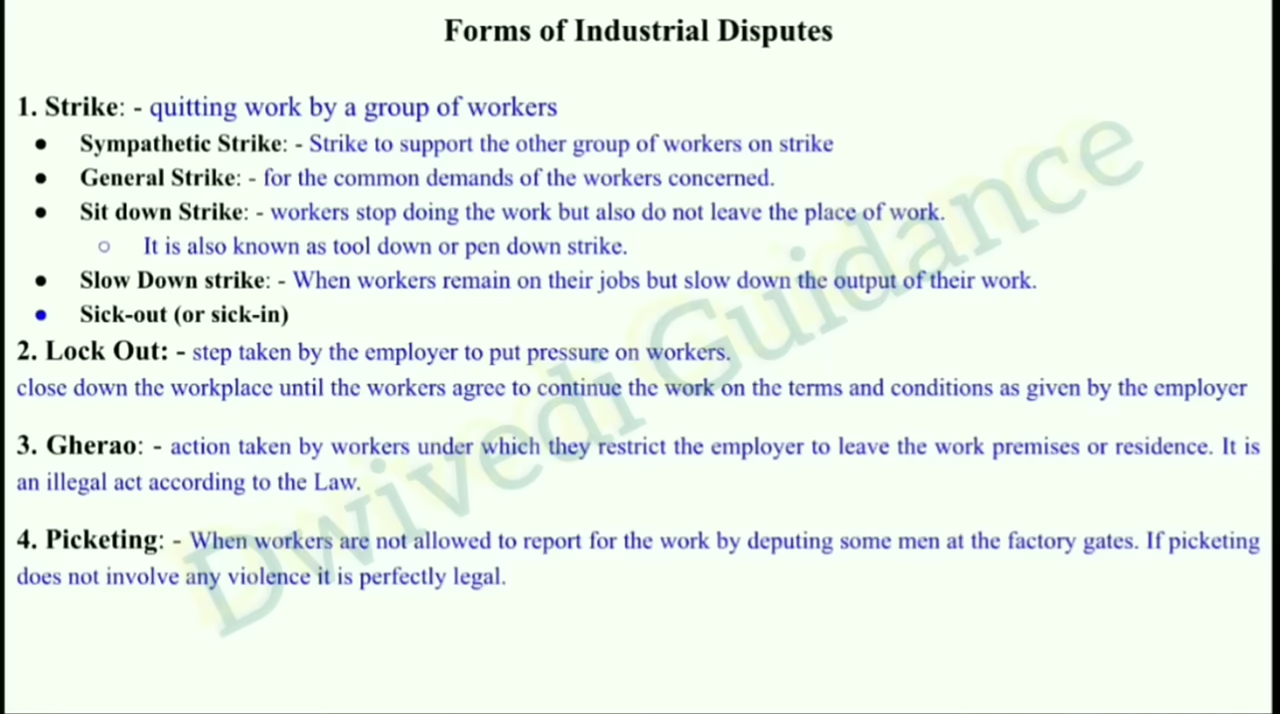 Forms of Industrial Disputes
1. Strike: - quitting work by a group of workers
● Sympathetic Strike: - Strike to support the other group of workers on strike
● General Strike: - for the common demands of the workers concerned.
● Sit down Strike: - workers stop doing the work but also do not leave the place of work.
○ It is also known as tool down or pen down strike.
● Slow Down strike: - When workers remain on their jobs but slow down the output of their work.
● Sick-out (or sick-in)
2. Lock Out: - step taken by the employer to put pressure on workers.
close down the workplace until the workers agree to continue the work on the terms and conditions as given by the employer
3. Gherao: - action taken by workers under which they restrict the employer to leave the work premises or residence. It is
an illegal act according to the Law.
4. Picketing: - When workers are not allowed to report for the work by deputing some men at the factory gates. If picketing
does not involve any violence it is perfectly legal.
Dwivedi Guidance